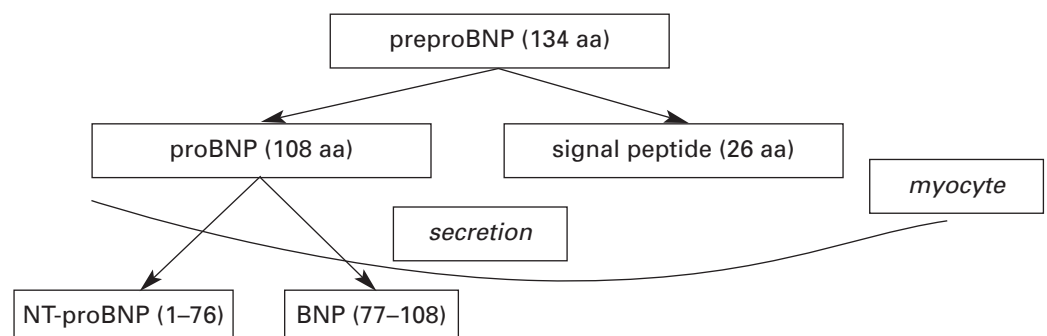 preproBNP (134 aa)
proBNP (108 aa)
signal peptide (26 aa)
myocyte
secretion
NT-proBNP (1–76)
BNP (77–108)